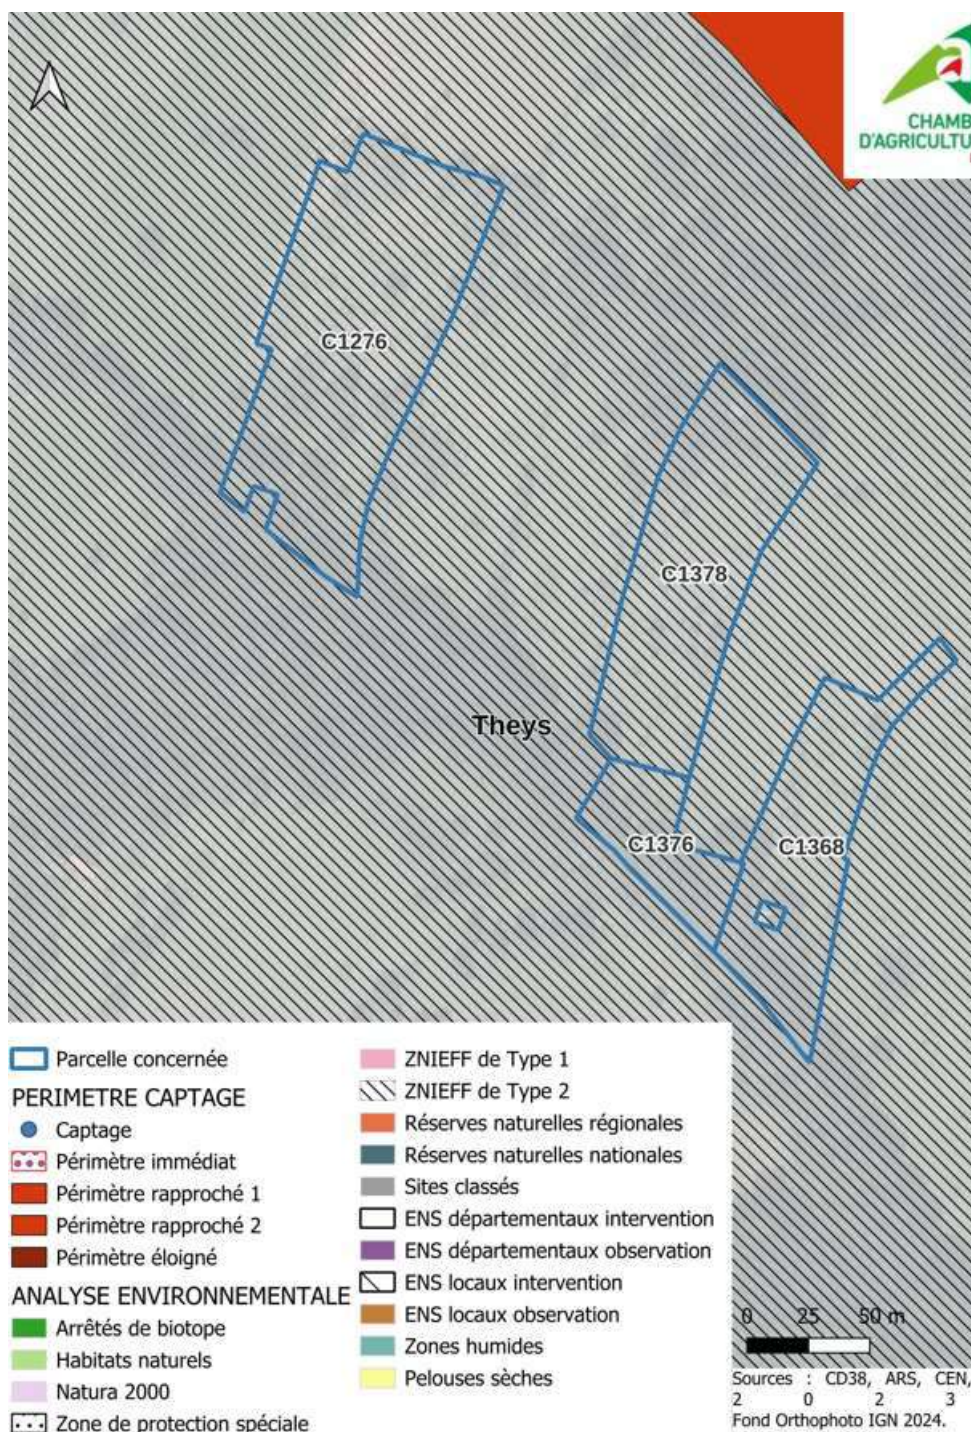 CHAMB
D'AGRICULTU
C1276
C1378
Theys
C1376
C1368
Parcelle concernée
PERIMETRE CAPTAGE
Captage
Périmètre immédiat
Périmètre rapproché 1
Périmètre rapproché 2
Périmètre éloigné
ANALYSE ENVIRONNEMENTALE
Arrêtés de biotope
Habitats naturels
Natura 2000
Zone de protection spéciale
ZNIEFF de Type 1
ZNIEFF de Type 2
Réserves naturelles régionales
Réserves naturelles nationales
Sites classés
ENS départementaux intervention
ENS départementaux observation
ENS locaux intervention
ENS locaux observation
Zones humides
Pelouses sèches
0 25 50 m
Sources : CD38, ARS, CEN,
2 0 2 3
Fond Orthophoto IGN 2024.